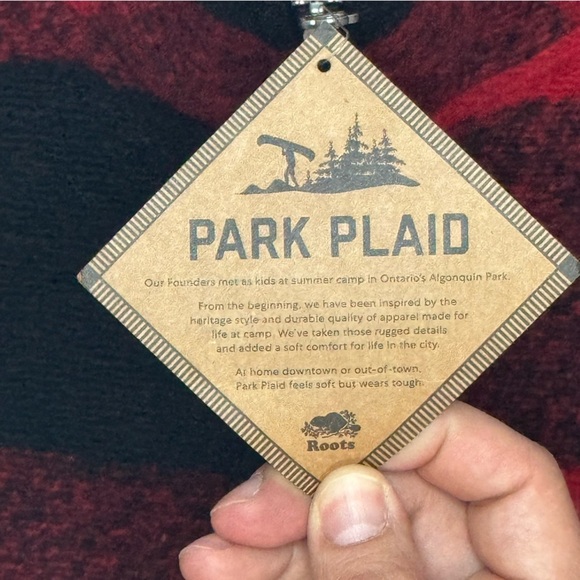 PARK PLAID
Our Founders met as kids at summer camp in Ontario's Algonquin Park.
From the beginning, we have been inspired by the
heritage style and durable quality of apparel made for
life at camp. We've taken those rugged details
and added a soft comfort for life in the city.
At home downtown or out-of-town.
Park Plaid feels soft but wears tough.
Roots